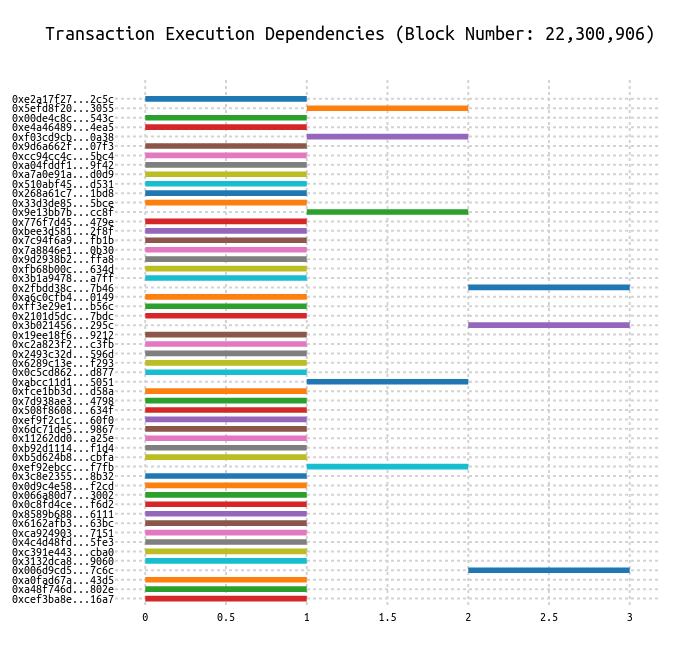 Transaction Execution Dependencies (Block Number: 22,300,906)
0xe2a17f27...2c5c
0x5efd8f20...3055
0x00de4c8c...543c
0xe4a46489...4ea5
0xf03cd9cb...0a38
0x9d6a662f...07f3
0xcc94cc4c...5bc4
0xa04fddf1...9f42
0xa7a0e91a...d0d9
0x510abf45...d531
0x268a61c7...1bd8
0x33d3de85...5bce
0x9e13bb7b...cc8f
0x776f7d45...479e
0xbee3d581...2f8f
0x7c94f6a9...fb1b
0x7a8846e1...0b30
0x9d2938b2...ffa8
0xfb68b00c...634d
0x3b1a9478...a7ff
0x2fbdd38c...7b46
0xa6c0cfb4...0149
0xff3e29e1...b56c
0x2101d5dc...7bdc
0x3b021456...295c
0x19ee18f6...9212
0xc2a823f2...c3fb
0x2493c32d...596d
0x6289c13e...f293
0x0c5cd862...d877
0xabcc11d1...5051
0xfce1bb3d...d58a
0x7d938ae3...4798
0x508f8608...634f
0xef9f2c1c...60f0
0x6dc71de5...9867
0x11262dd0...a25e
0xb92d1114...f1d4
0xb5d624b8...cbfa
0xef92ebcc...f7fb
0x3c8e2355...8b32
0x0d9c4e58...f2cd
0x066a80d7...3002
0x0c8fd4ce...f6d2
0x8589b688...6111
0x6162afb3...63bc
0xca924903...7151
0x4c4d48fd...5fe3
0xc391e443...cba0
0x3132dca8...9060
0x006d9cd5...7c6c
0xa0fad67a...43d5
0xa48f746d...802e
0xcef3ba8e...16a7
0 0.5 1 1.5 2 2.5 3